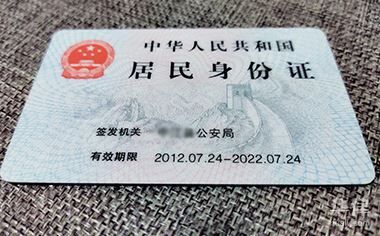 中华人民共和国
居民身份证
签发机关 公安局
有效期限 2012.07.24-2022.07.24